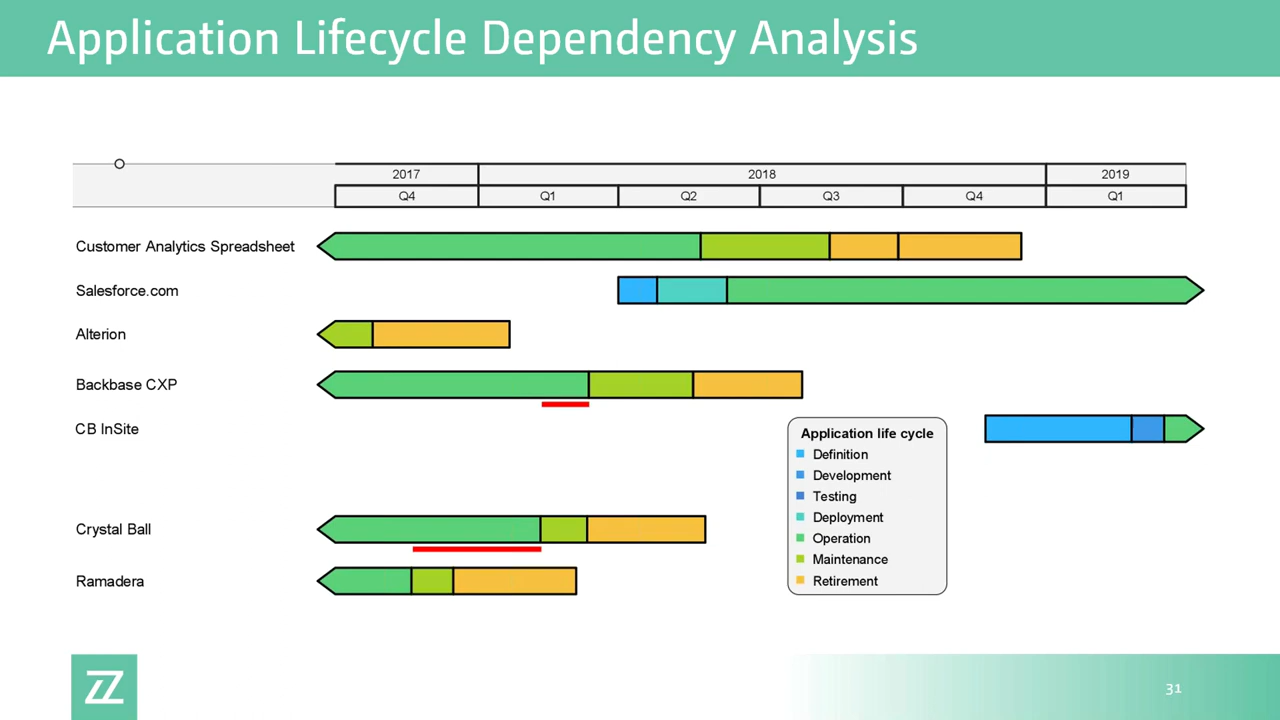 Application Lifecycle Dependency Analysis
2017 2018 2019
Q4 Q1 Q2 Q3 Q4 Q1
Customer Analytics Spreadsheet
Salesforce.com
Alterion
Backbase CXP
CB InSite
Application life cycle
Definition
Development
Testing
Deployment
Operation
Maintenance
Retirement
Crystal Ball
Ramadera
ZZ
31